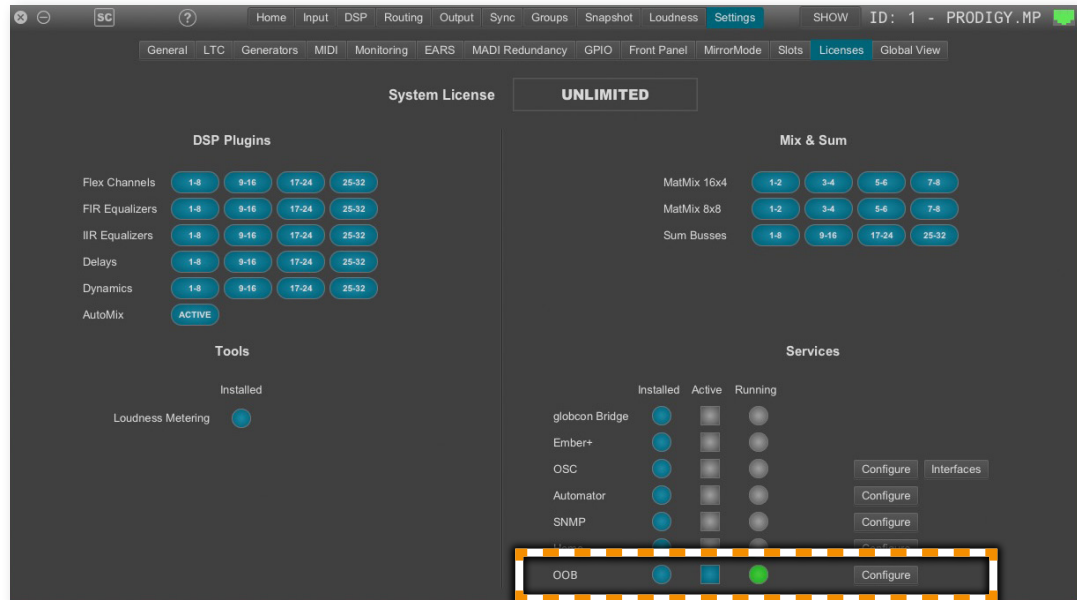 SC ? Home Input DSP Routing Output Sync Groups Snapshot Loudness Settings SHOW ID: 1 - PRODIGY.MP
General LTC Generators MIDI Monitoring EARS MADI Redundancy GPIO Front Panel MirrorMode Slots Licenses Global View
System License UNLIMITED
DSP Plugins
Flex Channels 1-8 9-16 17-24 25-32
FIR Equalizers 1-8 9-16 17-24 25-32
IIR Equalizers 1-8 9-16 17-24 25-32
Delays 1-8 9-16 17-24 25-32
Dynamics 1-8 9-16 17-24 25-32
AutoMix ACTIVE
Mix & Sum
MatMix 16x4 1-2 3-4 5-6 7-8
MatMix 8x8 1-2 3-4 5-6 7-8
Sum Busses 1-8 9-16 17-24 25-32
Tools
Installed
Loudness Metering
Services
Installed Active Running
globcon Bridge
Ember+
OSC Configure Interfaces
Automator Configure
SNMP Configure
OOB Configure